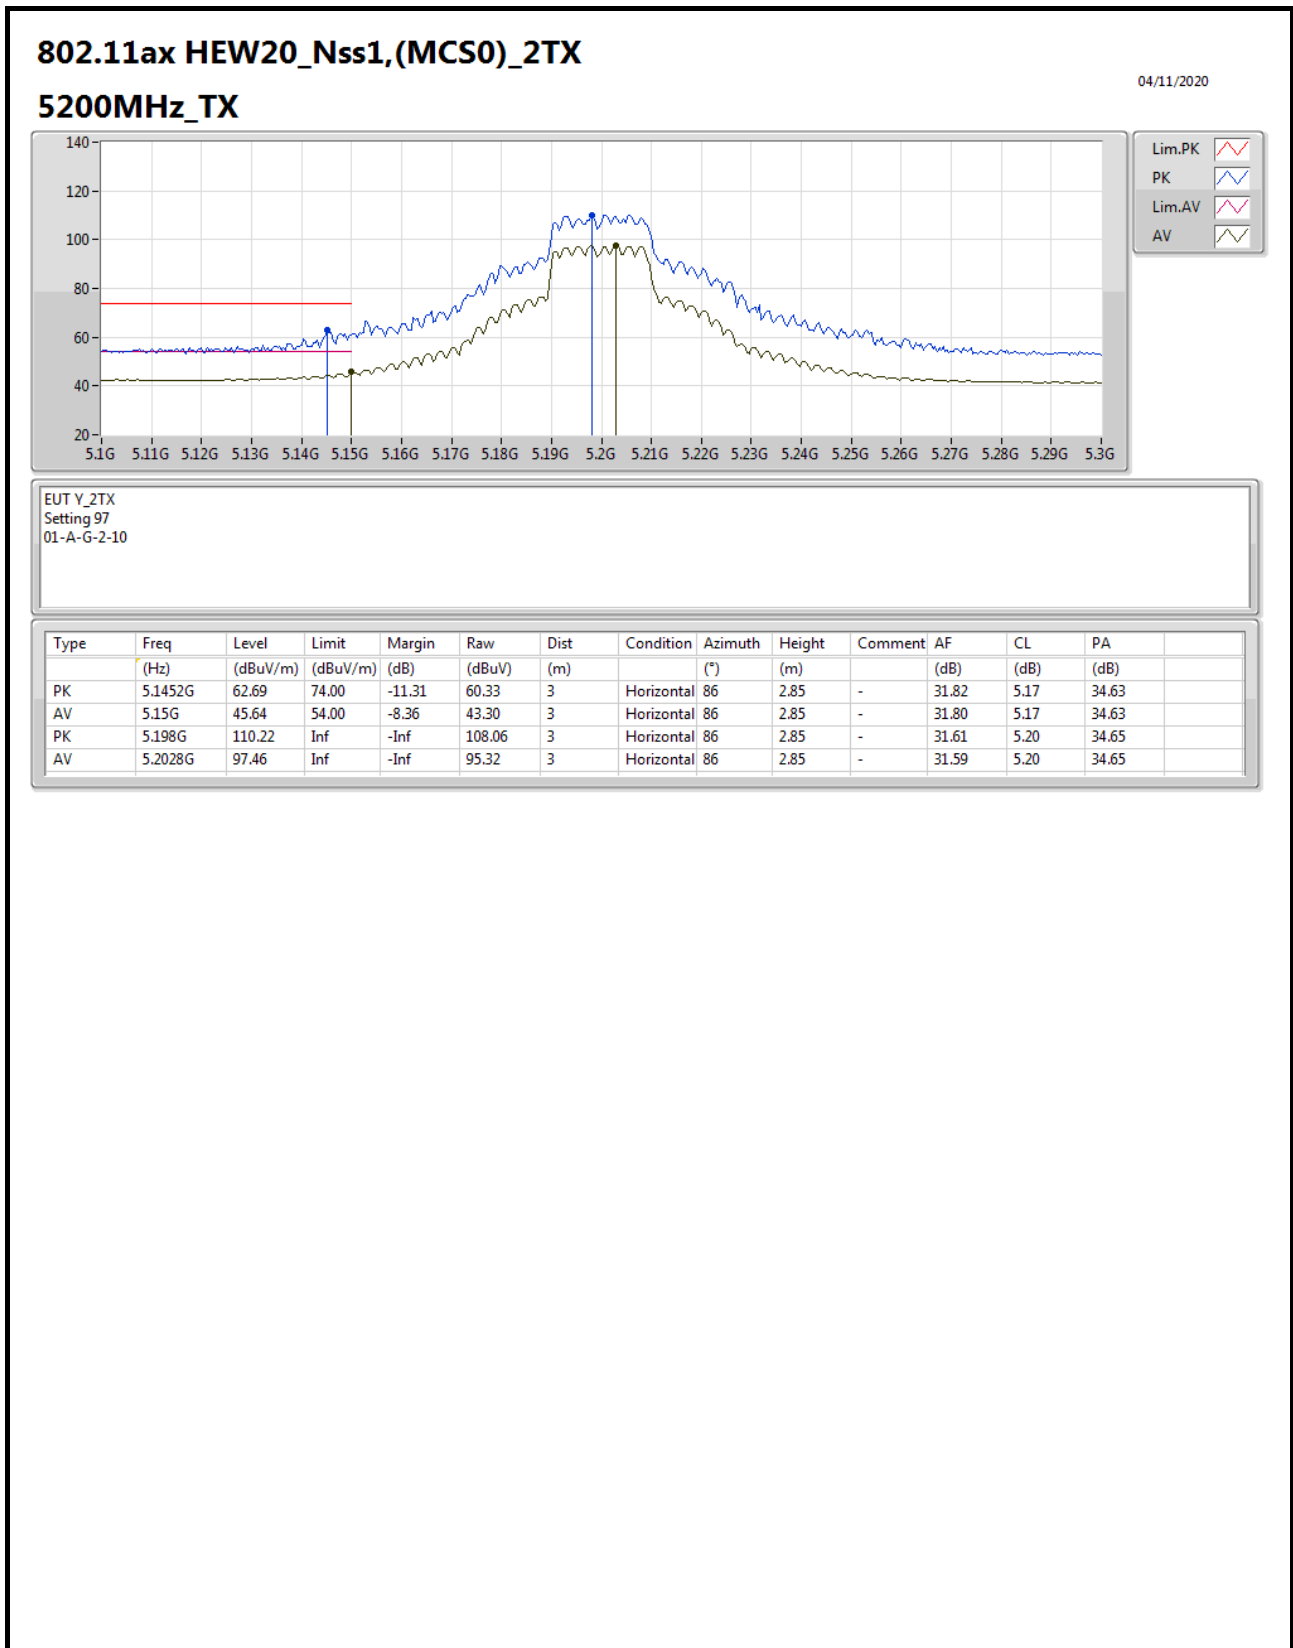 802.11ax HEW20_Nss1,(MCS0)_2TX
04/11/2020
5200MHz_TX
140
120
100
80
60
40
20
5.1G 5.11G 5.12G 5.13G 5.14G 5.15G 5.16G 5.17G 5.18G 5.19G 5.2G 5.21G 5.22G 5.23G 5.24G 5.25G 5.26G 5.27G 5.28G 5.29G 5.3G
Lim.PK
PK
Lim.AV
AV
EUT Y_2TX
Setting 97
01-A-G-2-10
Type Freq Level Limit Margin Raw Dist Condition Azimuth Height Comment AF CL PA
(Hz) (dBuV/m) (dBuV/m) (dB) (dBuV) (m) (°) (m) (dB) (dB) (dB)
PK 5.1452G 62.69 74.00 -11.31 60.33 3 Horizontal 86 2.85 - 31.82 5.17 34.63
AV 5.15G 45.64 54.00 -8.36 43.30 3 Horizontal 86 2.85 - 31.80 5.17 34.63
PK 5.198G 110.22 Inf -Inf 108.06 3 Horizontal 86 2.85 - 31.61 5.20 34.65
AV 5.2028G 97.46 Inf -Inf 95.32 3 Horizontal 86 2.85 - 31.59 5.20 34.65